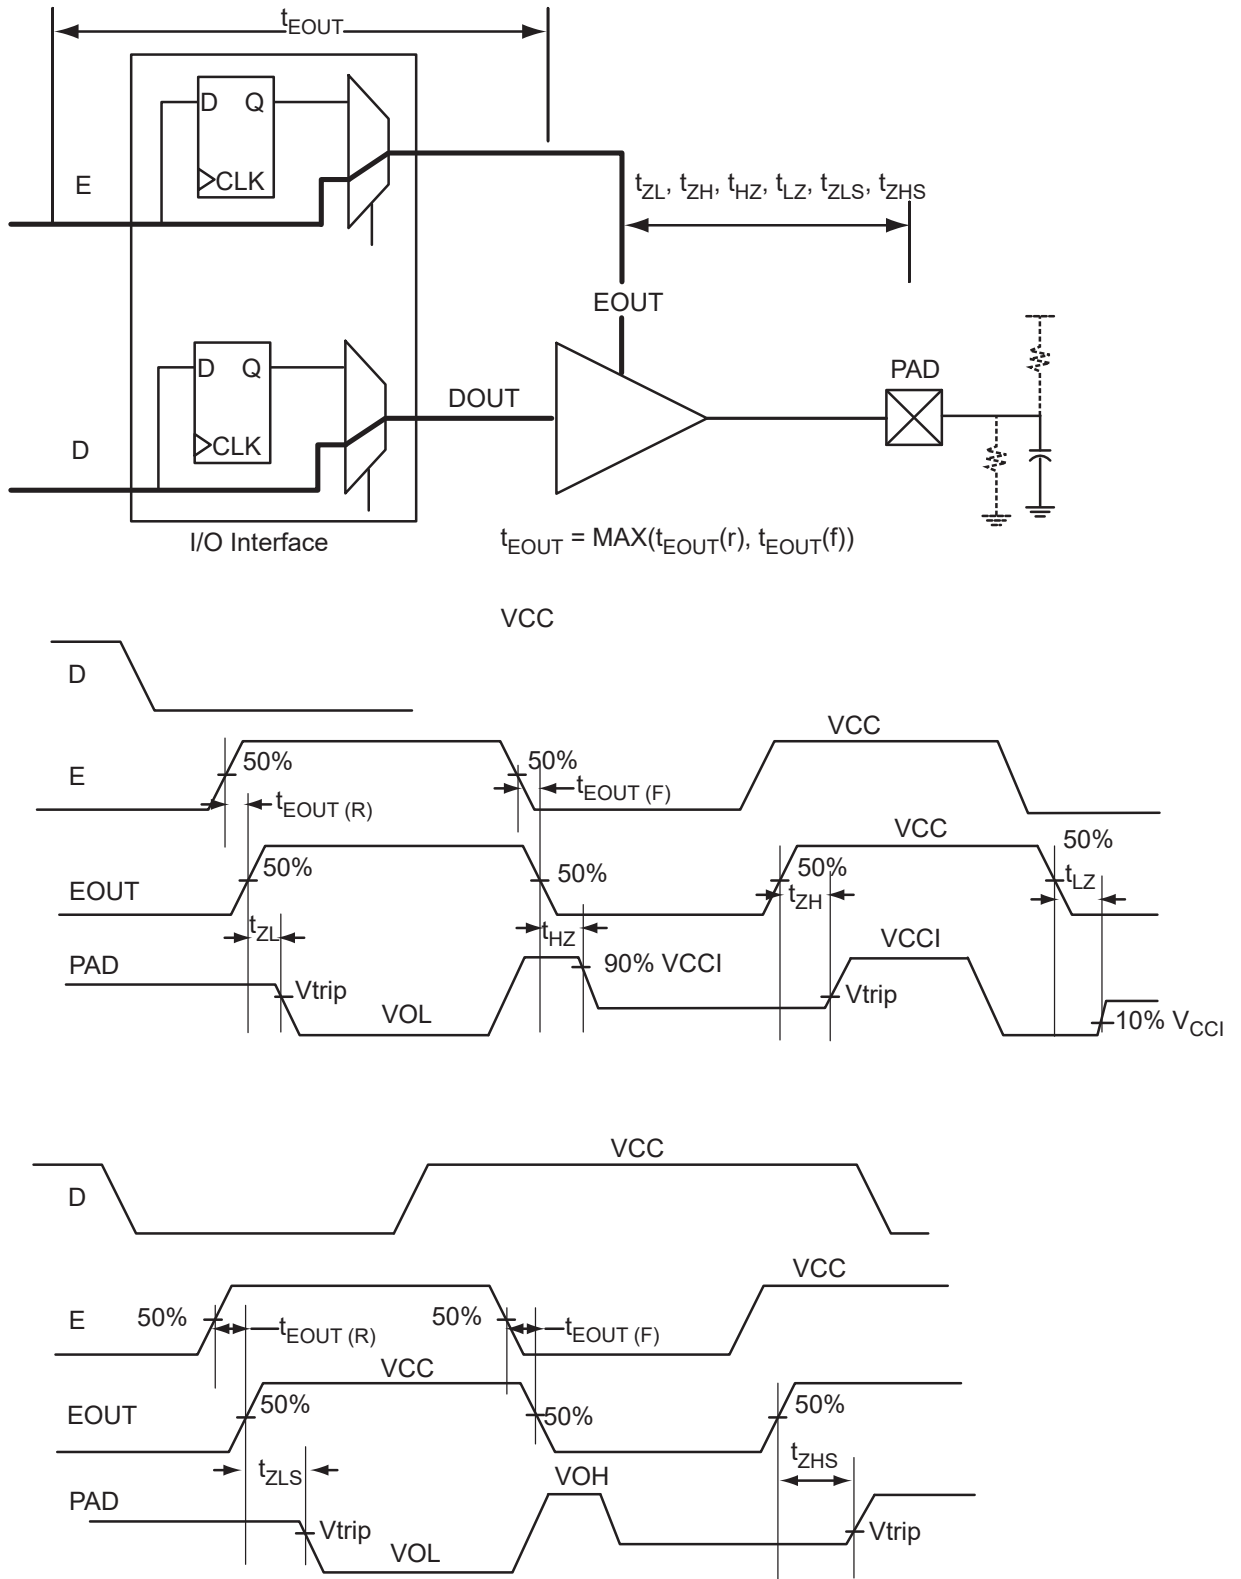 tEOUT
D Q
CLK
E
tZL, tZH, tHZ, tLZ, tZLS, tZHS
EOUT
D Q
CLK
DOUT
PAD
D
I/O Interface
tEOUT = MAX(tEOUT(r), tEOUT(f))
VCC
D
VCC
50%
50%
E
tEOUT (R)
tEOUT (F)
VCC
50%
50%
50%
50%
EOUT
tZL
tHZ
tZH
tLZ
PAD
VCCI
90% VCCI
Vtrip
Vtrip
VOL
10% VCCI
VCC
D
VCC
50%
50%
E
tEOUT (R)
tEOUT (F)
VCC
50%
50%
50%
EOUT
tZLS
tZHS
VOH
PAD
Vtrip
Vtrip
VOL